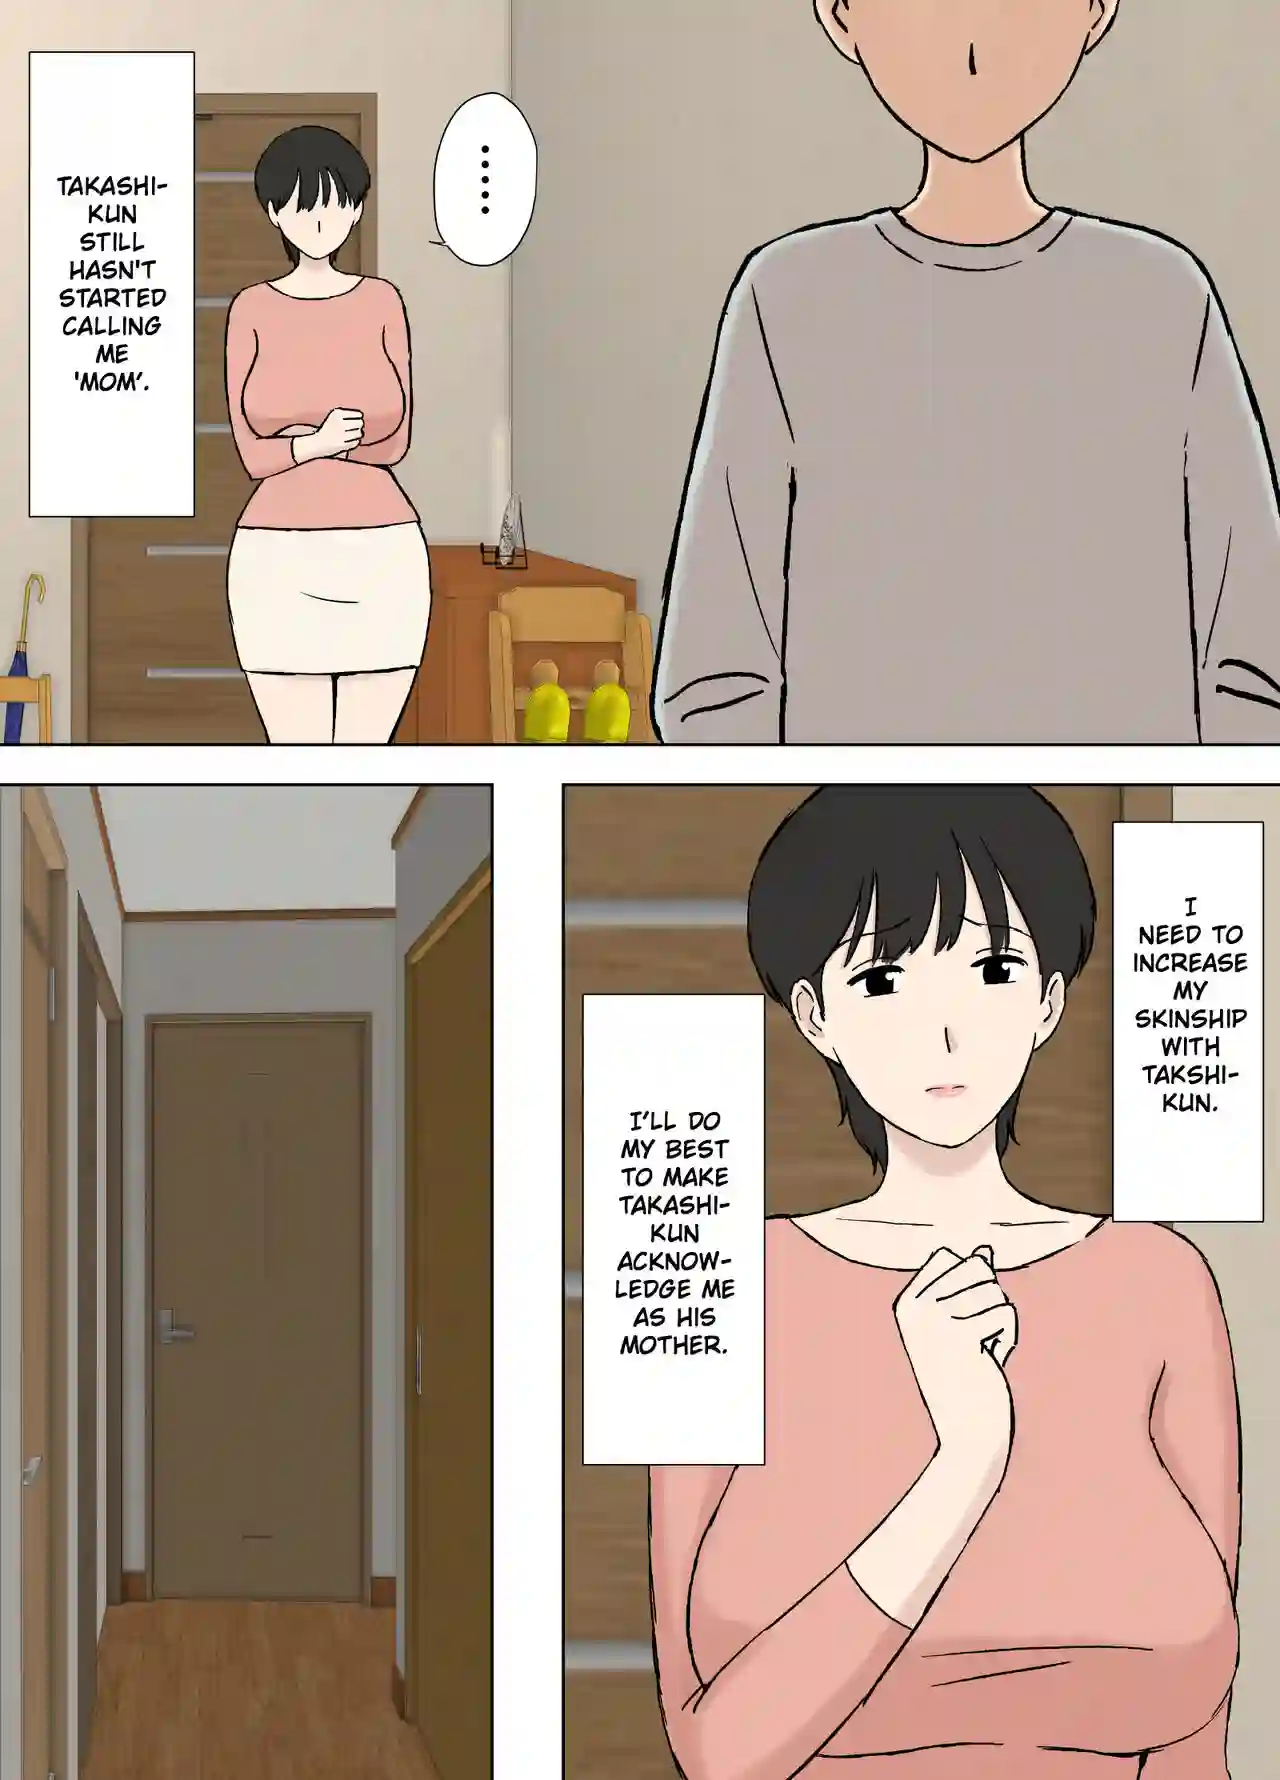 TAKASHI-
KUN
STILL
HASN'T
STARTED
CALLING
ME
'MOM'.
.....
I
NEED TO
INCREASE
MY
SKINSHIP
WITH
TAKSHI-
KUN.
I'LL DO
MY BEST
TO MAKE
TAKASHI-
KUN
ACKNOW-
LEDGE ME
AS HIS
MOTHER.